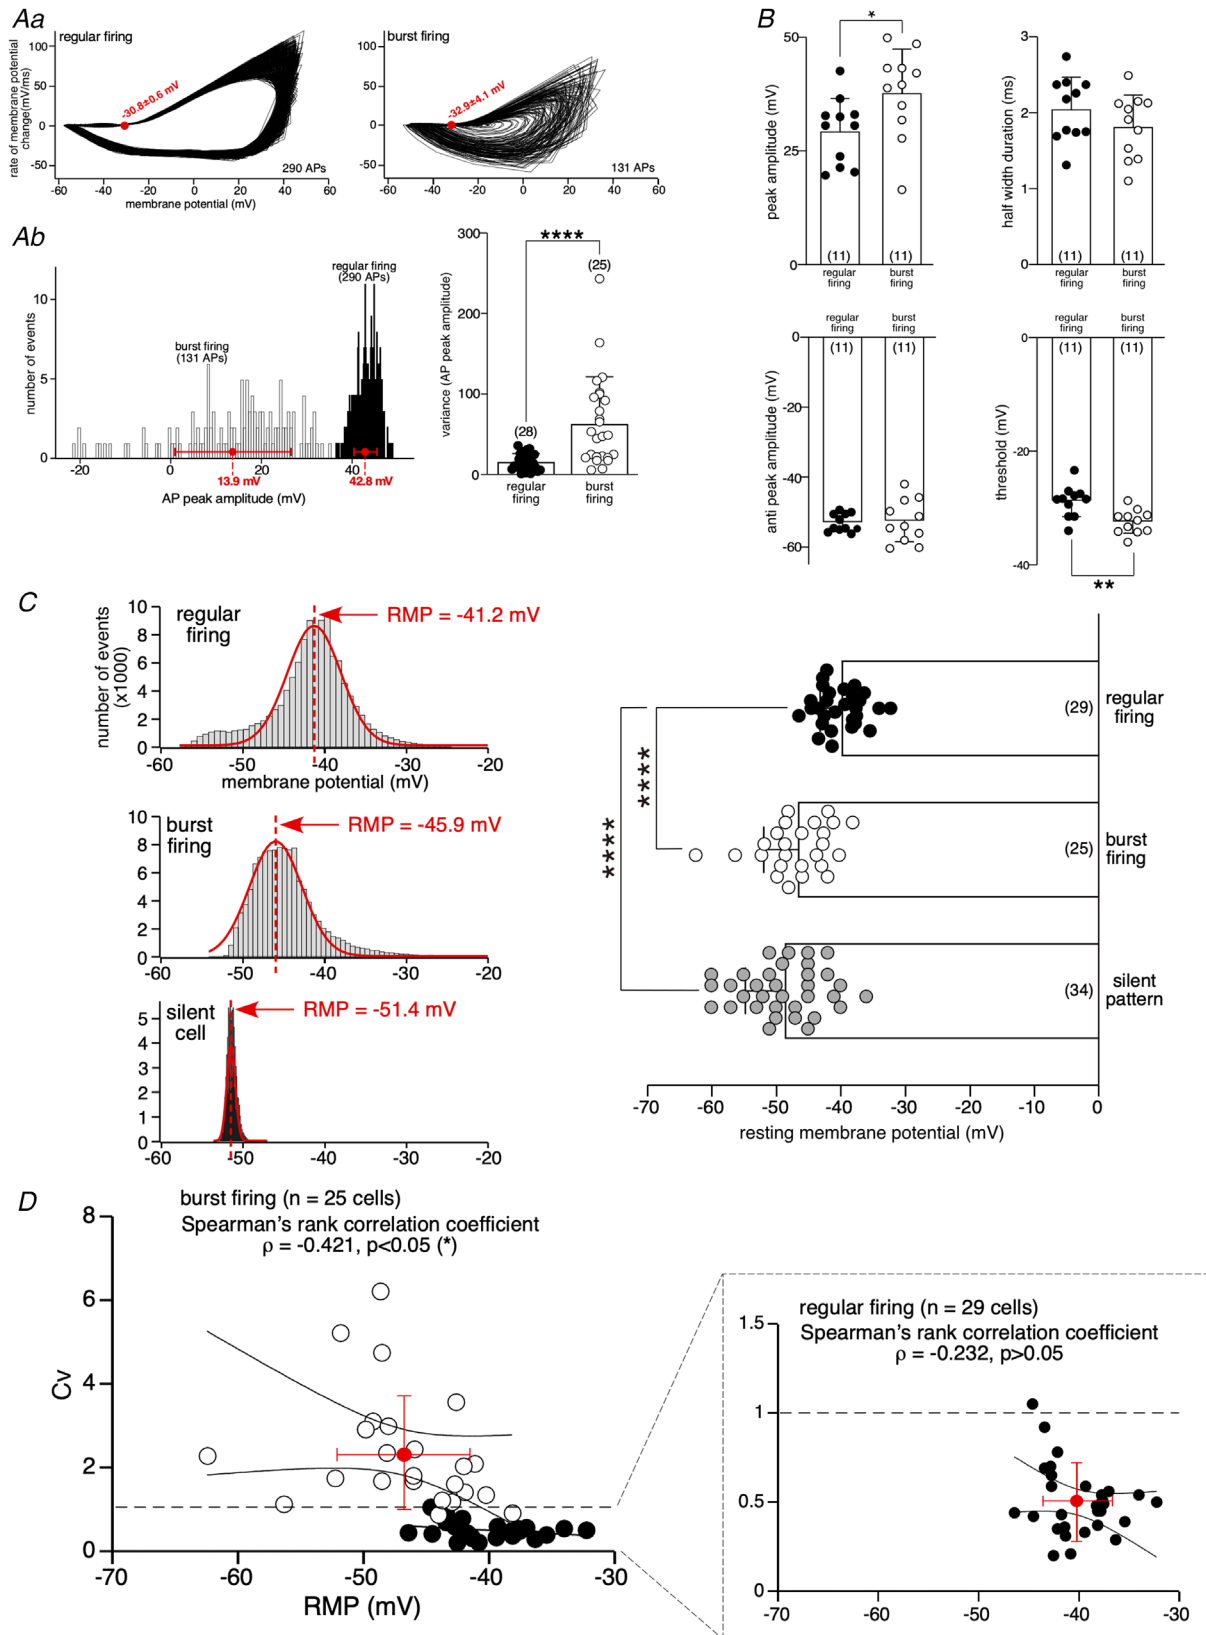 Aa
regular firing
rate of membrane potential
change(mV/ms)
100
50
0
-50
-30.8±0.6 mV
290 APs
-60
-40
-20
0
20
40
60
membrane potential (mV)
burst firing
100
50
0
-50
-32.9±4.1 mV
131 APs
-60
-40
-20
0
20
40
60
Ab
number of events
10
5
0
regular firing
(290 APs)
burst firing
(131 APs)
-20
0
20
40
13.9 mV
42.8 mV
AP peak amplitude (mV)
variance (AP peak amplitude)
300
200
100
0
****
(25)
(28)
regular
firing
burst
firing
B
peak amplitude (mV)
50
25
0
*
(11)
(11)
regular
firing
burst
firing
half width duration (ms)
3
2
1
0
(11)
(11)
regular
firing
burst
firing
anti peak amplitude (mV)
0
-20
-40
-60
regular
firing
burst
firing
(11)
(11)
threshold (mV)
0
-20
-40
regular
firing
burst
firing
(11)
(11)
**
C
number of events
(x1000)
10
8
6
4
2
0
regular
firing
RMP = -41.2 mV
-60
-50
-40
-30
-20
membrane potential (mV)
10
8
6
4
2
0
burst
firing
RMP = -45.9 mV
-60
-50
-40
-30
-20
5
4
3
2
1
0
silent
cell
RMP = -51.4 mV
-60
-50
-40
-30
-20
****
****
(29)
regular
firing
(25)
burst
firing
(34)
silent
pattern
-70
-60
-50
-40
-30
-20
-10
0
resting membrane potential (mV)
D
burst firing (n = 25 cells)
Spearman's rank correlation coefficient
ρ = -0.421, p<0.05 (*)
Cv
8
6
4
2
0
-70
-60
-50
-40
-30
RMP (mV)
regular firing (n = 29 cells)
Spearman's rank correlation coefficient
ρ = -0.232, p>0.05
1.5
1
0.5
0
-70
-60
-50
-40
-30